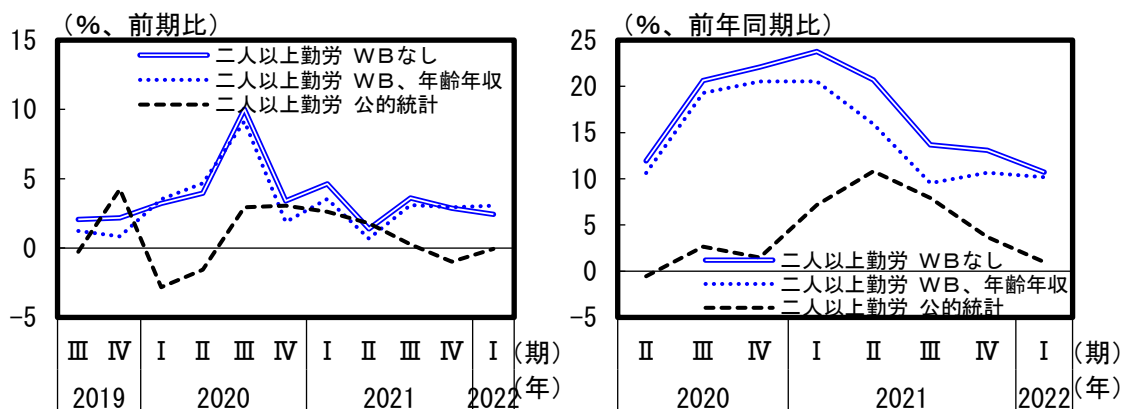 （％、前期比）
15
10
5
0
-5
二人以上勤労 ＷＢなし
二人以上勤労 ＷＢ、年齢年収
二人以上勤労 公的統計
Ⅲ Ⅳ Ⅰ Ⅱ Ⅲ Ⅳ Ⅰ Ⅱ Ⅲ Ⅳ Ⅰ （期）
2019 2020 2021 2022 （年）
（％、前年同期比）
25
20
15
10
5
0
-5
二人以上勤労 ＷＢなし
二人以上勤労 ＷＢ、年齢年収
二人以上勤労 公的統計
Ⅱ Ⅲ Ⅳ Ⅰ Ⅱ Ⅲ Ⅳ Ⅰ （期）
2020 2021 2022 （年）